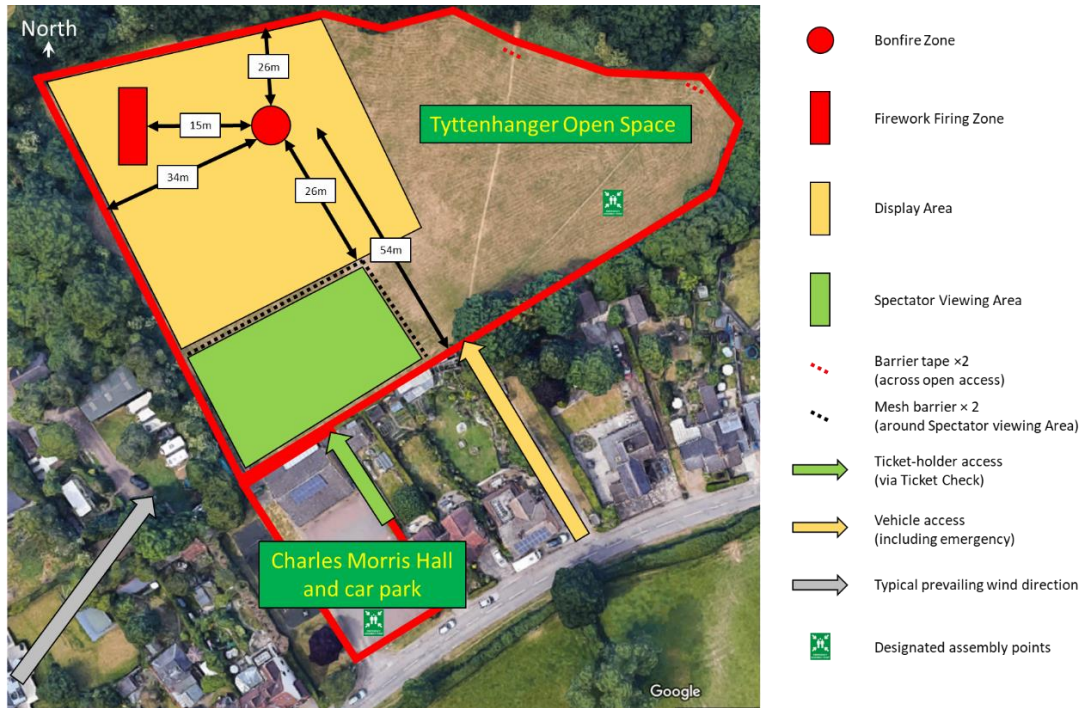 North
26m
15m
34m
26m
54m
Tyttenhanger Open Space
Charles Morris Hall
and car park
Google
Bonfire Zone
Firework Firing Zone
Display Area
Spectator Viewing Area
Barrier tape ×2
(across open access)
Mesh barrier × 2
(around Spectator viewing Area)
Ticket-holder access
(via Ticket Check)
Vehicle access
(including emergency)
Typical prevailing wind direction
Designated assembly points